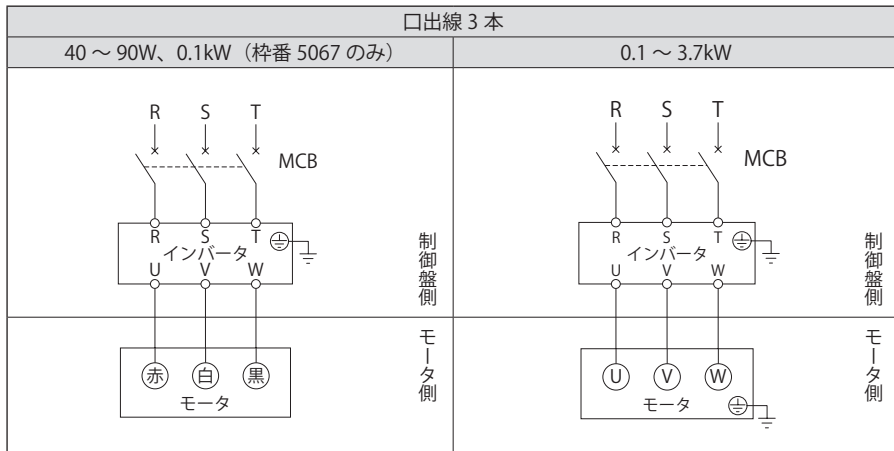 口出線 3 本
40 ～ 90W、0.1kW（枠番 5067 のみ）
0.1 ～ 3.7kW
R S T
MCB
R S T
インバータ
U V W
制御盤側
赤 白 黒
モータ
モータ側
R S T
MCB
R S T
インバータ
U V W
制御盤側
U V W
モータ
モータ側